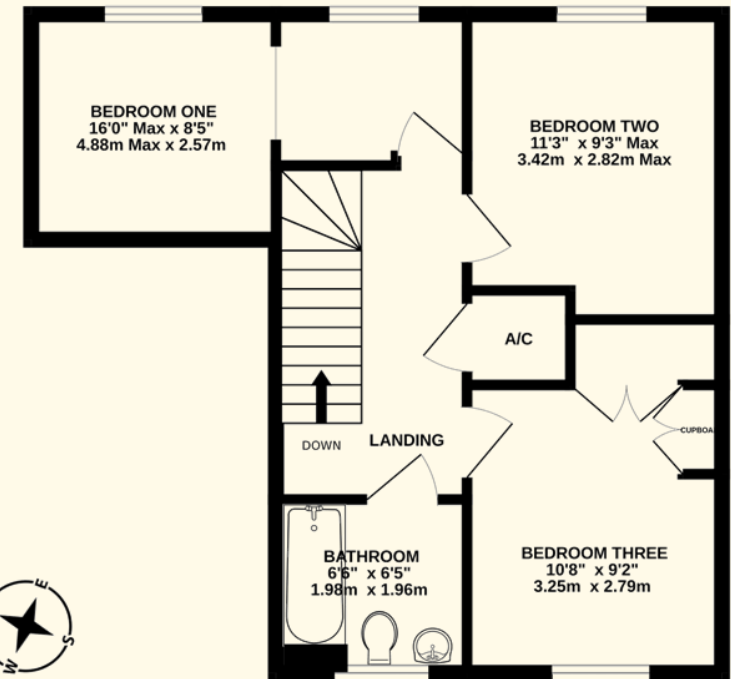 BEDROOM ONE
16'0" Max x 8'5"
4.88m Max x 2.57m
BEDROOM TWO
11'3" x 9'3" Max
3.42m x 2.82m Max
A/C
CUPBOA
DOWN
LANDING
BATHROOM
6'6" x 6'5"
1.98m x 1.96m
BEDROOM THREE
10'8" x 9'2"
3.25m x 2.79m
E
S
W